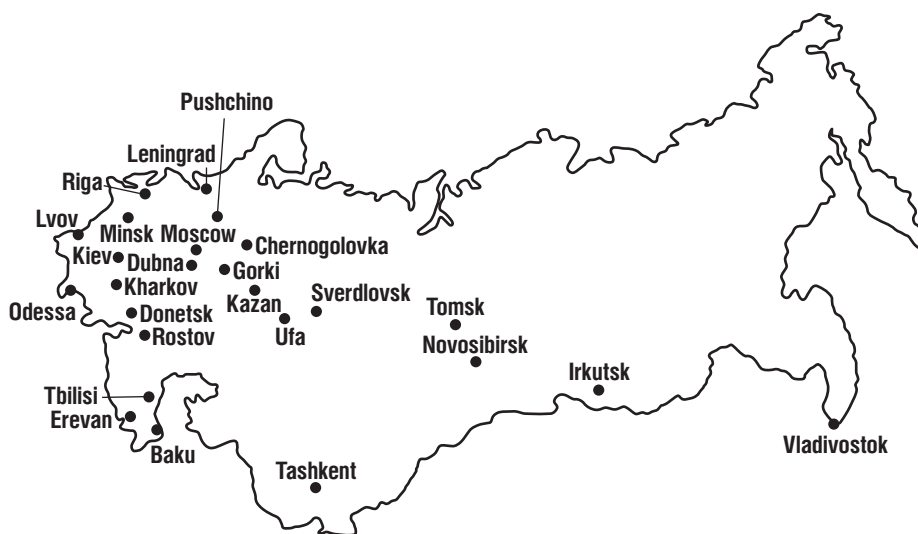 Pushchino
Leningrad
Riga
Lvov
Minsk
Moscow
Chernogolovka
Kiev
Dubna
Gorki
Kharkov
Kazan
Sverdlovsk
Odessa
Donetsk
Ufa
Tomsk
Rostov
Novosibirsk
Irkutsk
Tbilisi
Erevan
Baku
Vladivostok
Tashkent